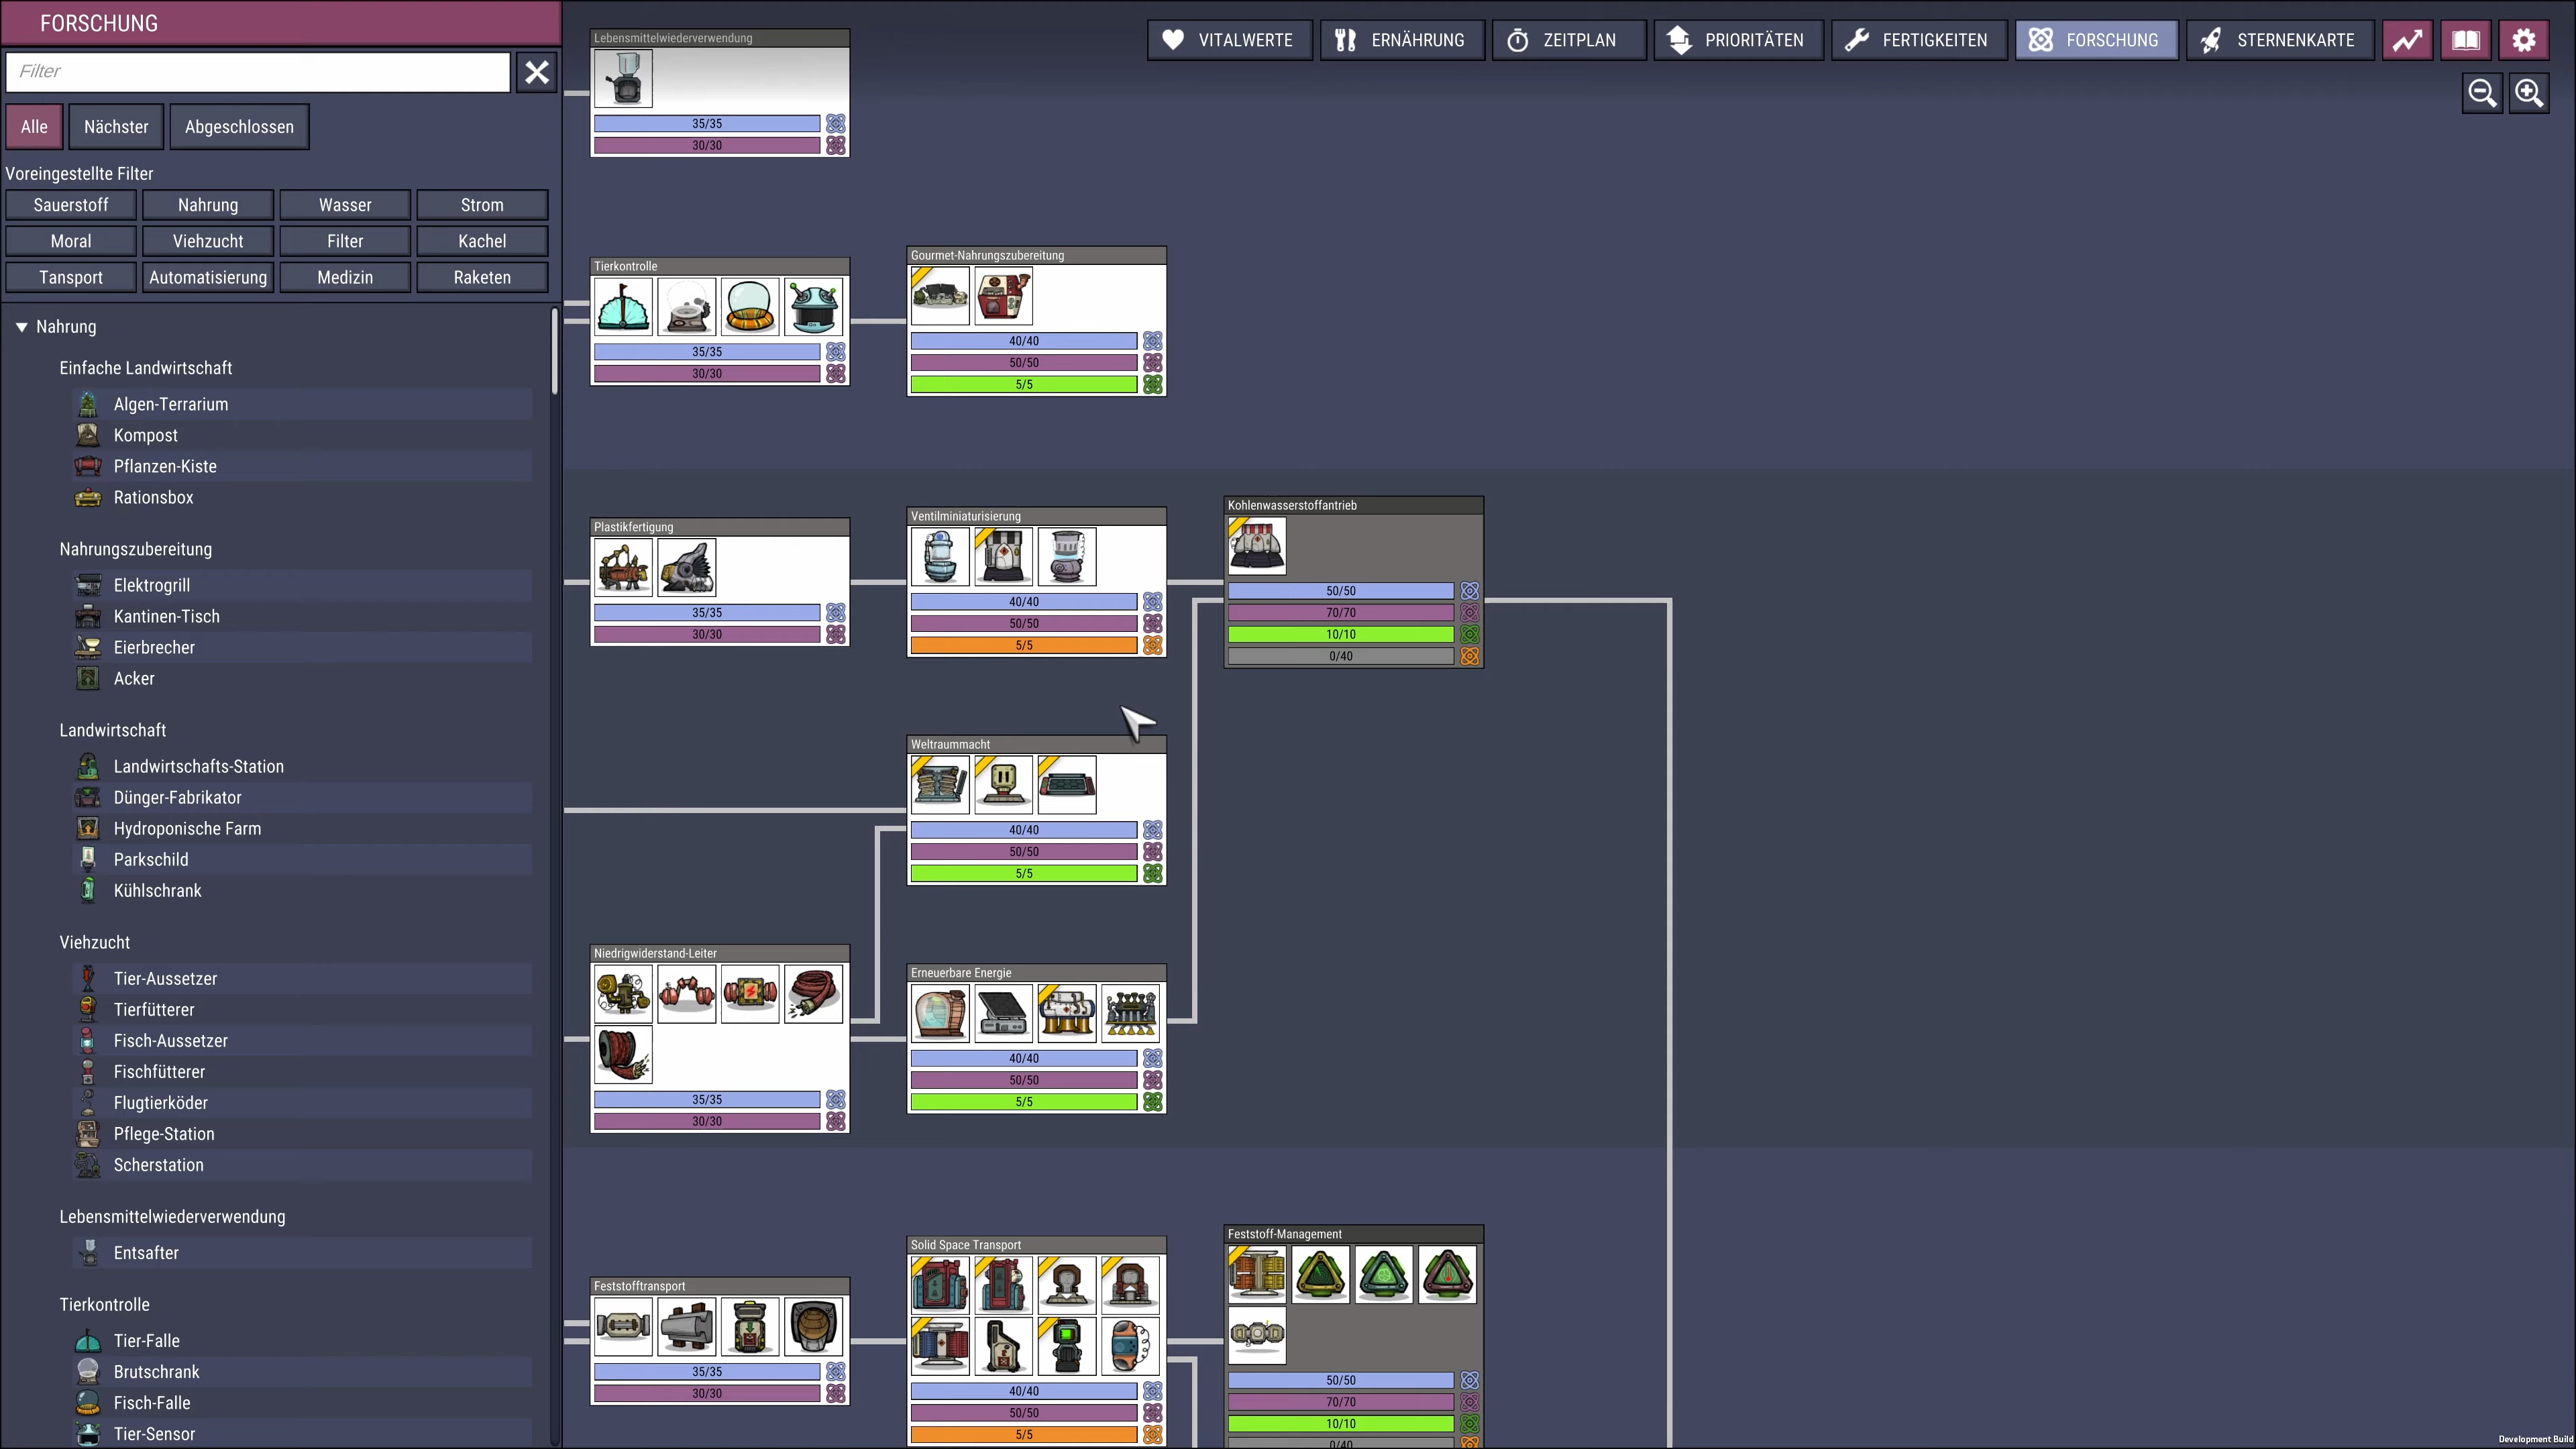 FORSCHUNG
Filter
Alle
Nächster
Abgeschlossen
Voreingestellte Filter
Sauerstoff
Nahrung
Wasser
Strom
Moral
Viehzucht
Filter
Kachel
Tansport
Automatisierung
Medizin
Raketen
Nahrung
Einfache Landwirtschaft
Algen-Terrarium
Kompost
Pflanzen-Kiste
Rationsbox
Nahrungszubereitung
Elektrogrill
Kantinen-Tisch
Eierbrecher
Acker
Landwirtschaft
Landwirtschafts-Station
Dünger-Fabrikator
Hydroponische Farm
Parkschild
Kühlschrank
Viehzucht
Tier-Aussetzer
Tierfütterer
Fisch-Aussetzer
Fischfütterer
Flugtierköder
Pflege-Station
Scherstation
Lebensmittelwiederverwendung
Entsafter
Tierkontrolle
Tier-Falle
Brutschrank
Fisch-Falle
Tier-Sensor
VITALWERTE
ERNÄHRUNG
ZEITPLAN
PRIORITÄTEN
FERTIGKEITEN
FORSCHUNG
STERNENKARTE
Lebensmittelwiederverwendung
35/35
30/30
Tierkontrolle
35/35
30/30
Gourmet-Nahrungszubereitung
40/40
50/50
5/5
Plastikfertigung
35/35
30/30
Ventilminiaturisierung
40/40
50/50
5/5
Kohlenwasserstoffantrieb
50/50
70/70
10/10
0/40
Weltraummacht
40/40
50/50
5/5
Niedrigwiderstand-Leiter
35/35
30/30
Erneuerbare Energie
40/40
50/50
5/5
Feststofftransport
35/35
30/30
Solid Space Transport
40/40
50/50
5/5
Feststoff-Management
50/50
70/70
10/10
0/40
Development Build